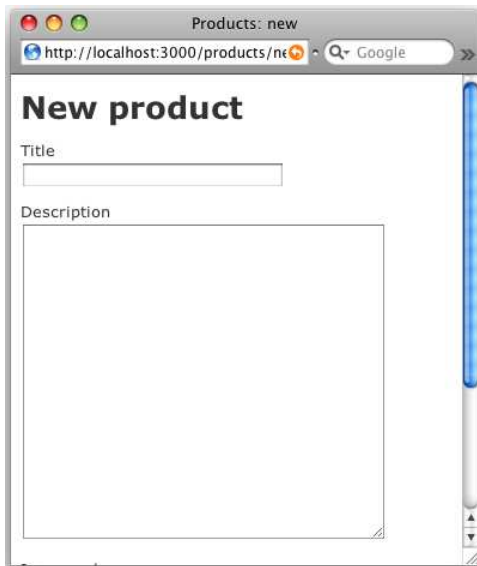 Products: new
http://localhost:3000/products/ne
Google
New product
Title
Description